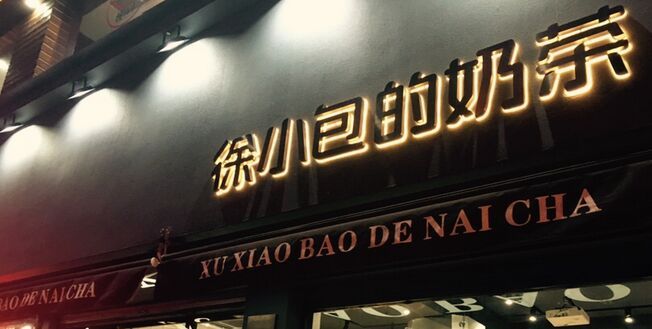 徐小包的奶茶
XU XIAO BAO DE NAI CHA
BAO DE NAI CHA